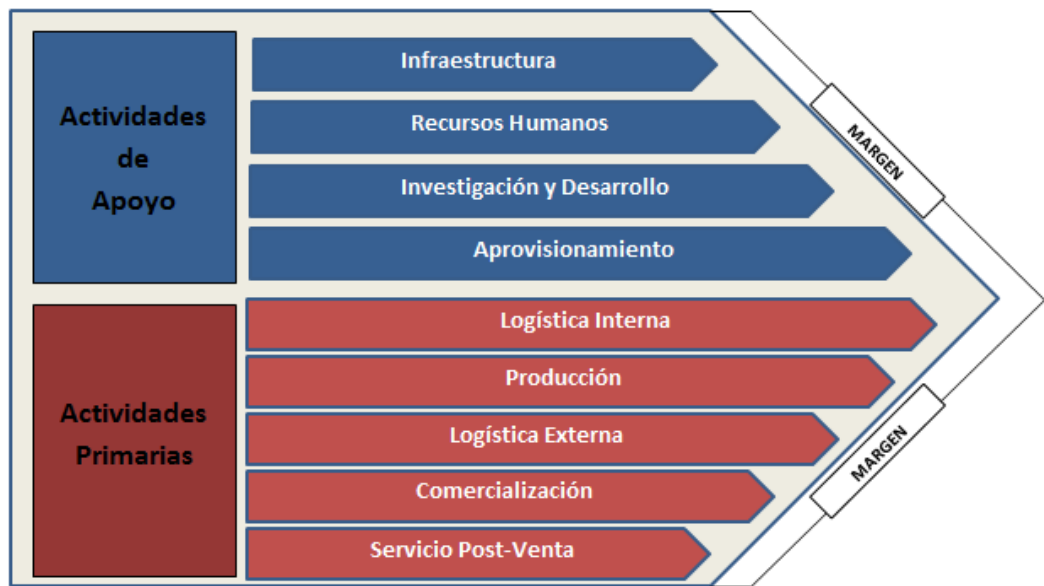 Actividades
de
Apoyo
Infraestructura
Recursos Humanos
Investigación y Desarrollo
Aprovisionamiento
MARGEN
Actividades
Primarias
Logística Interna
Producción
Logística Externa
Comercialización
Servicio Post-Venta
MARGEN